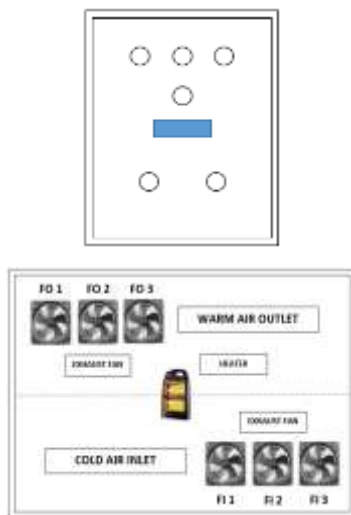 FO 1 FO 2 FO 3
WARM AIR OUTLET
EXHAUST FAN HEATER
EXHAUST FAN
COLD AIR INLET
FI 1 FI 2 FI 3